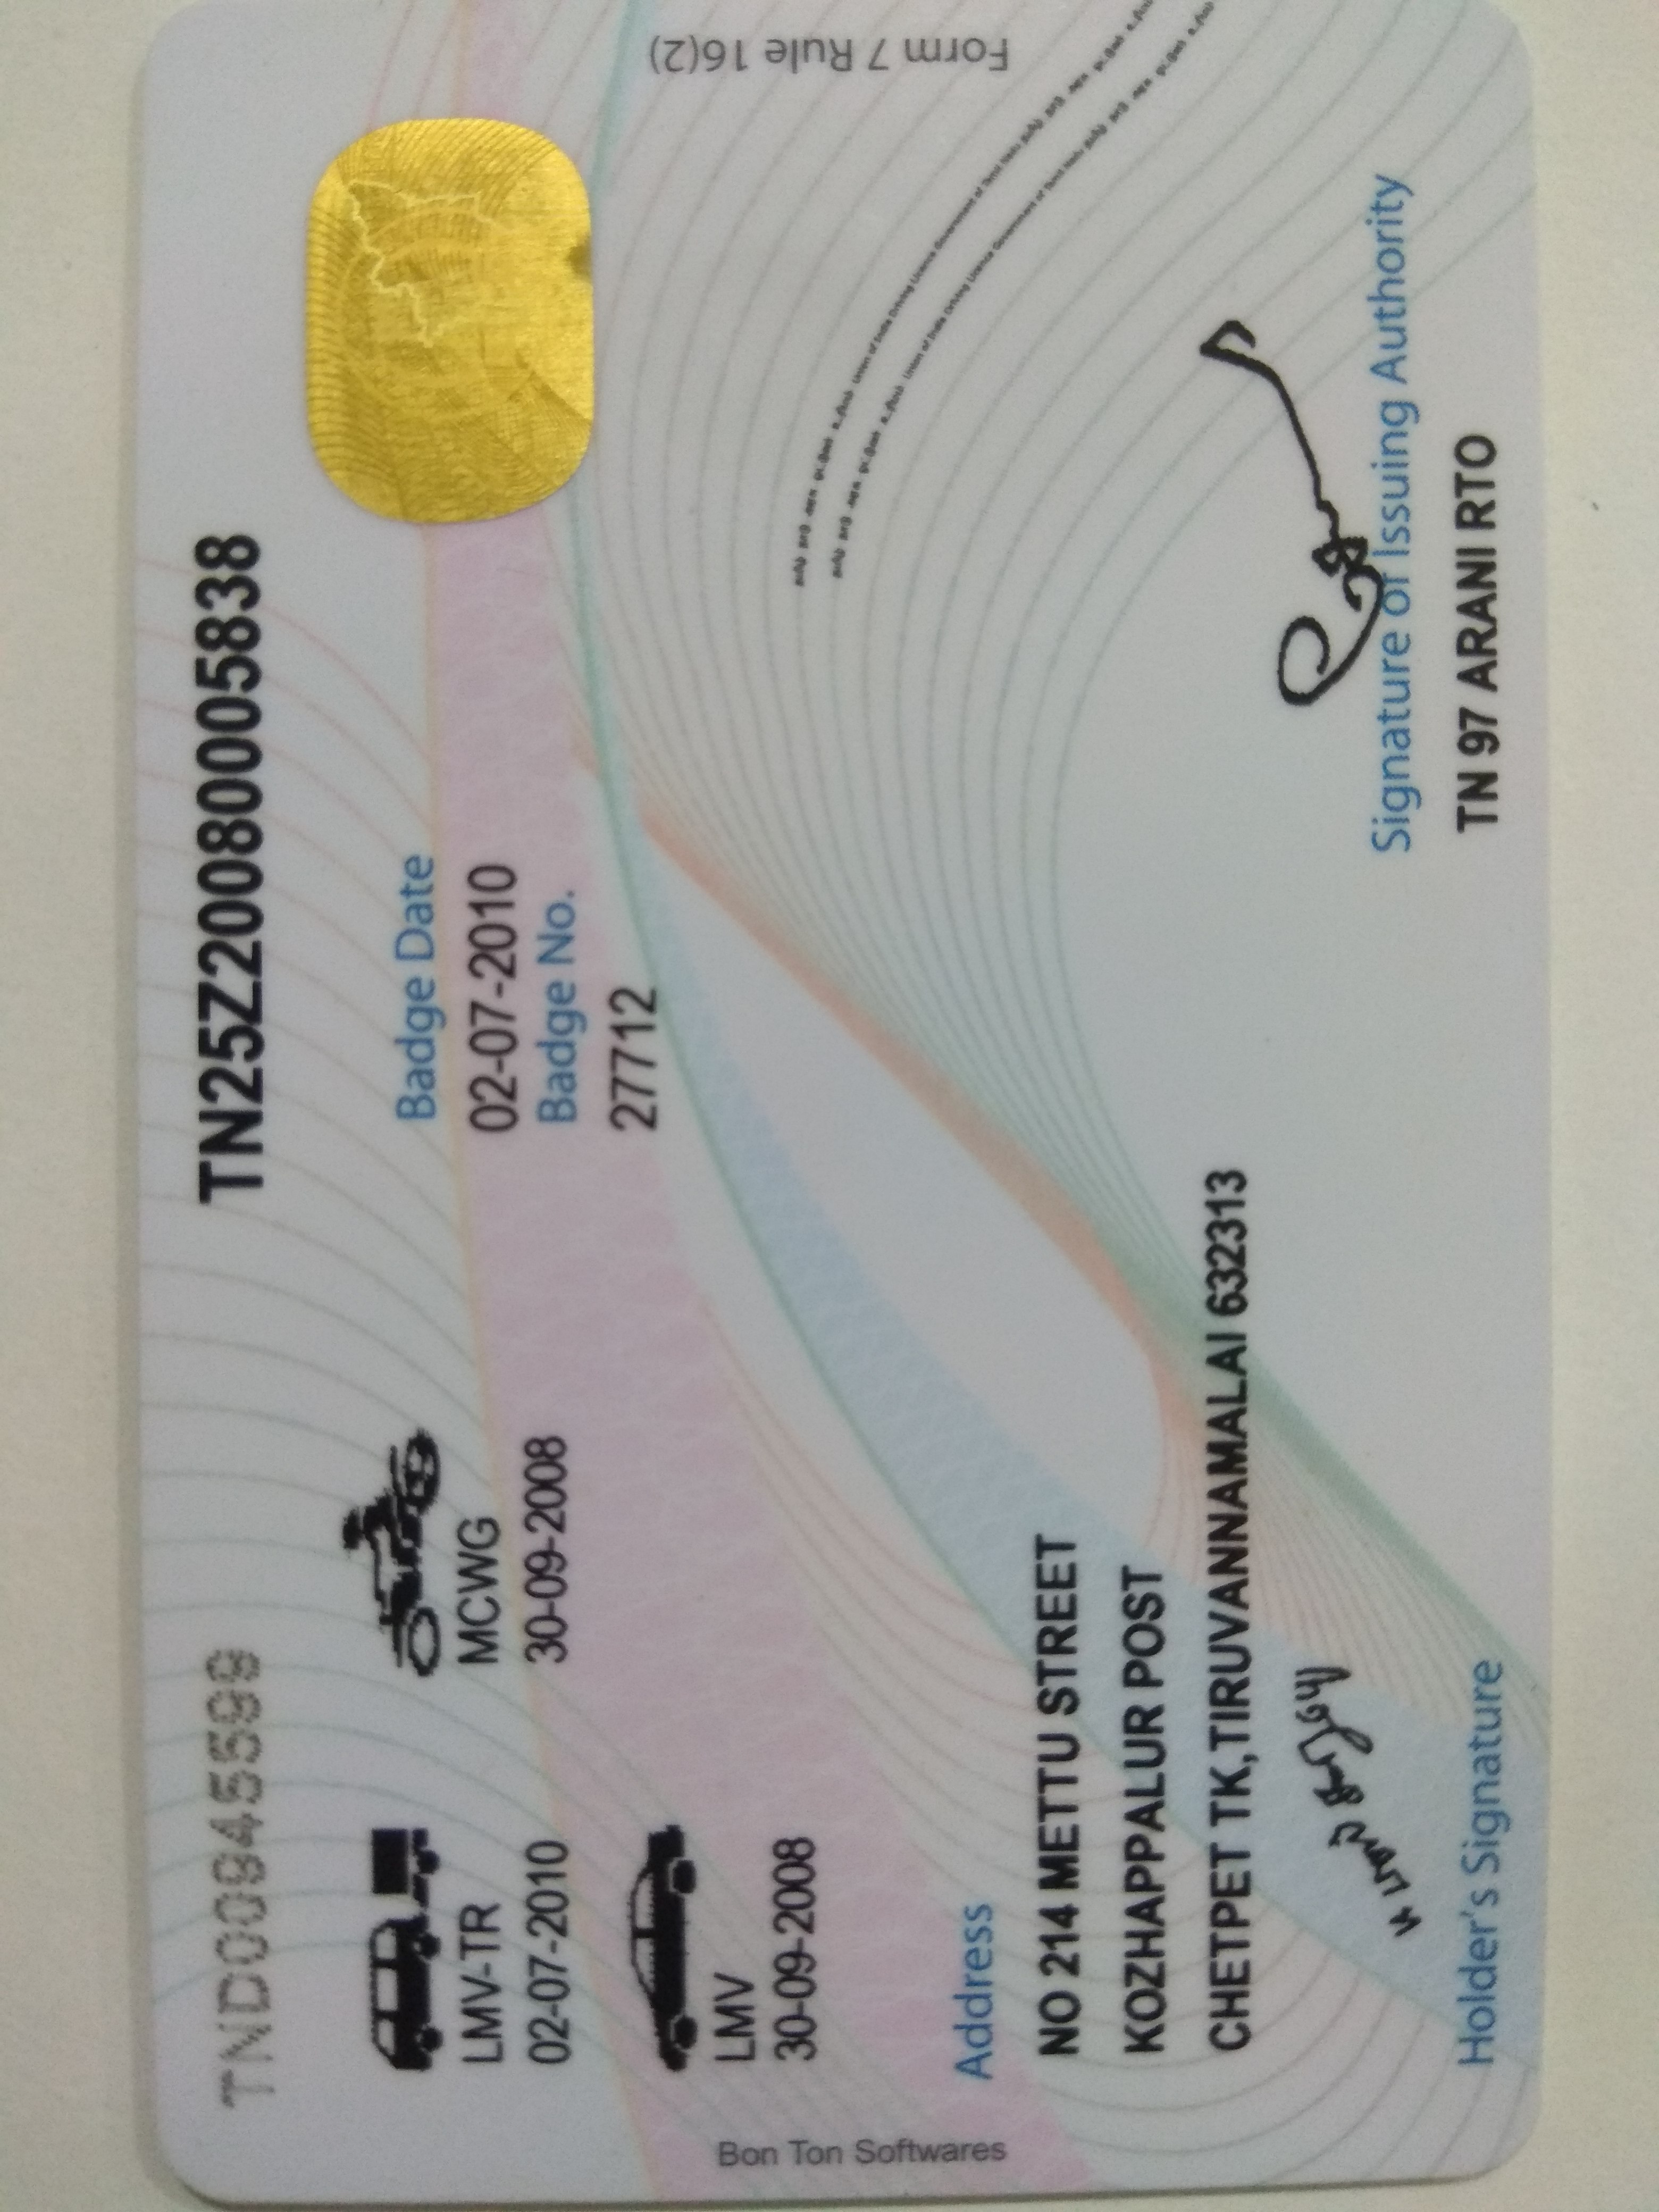 TND00945599
TN25Z20080005838
LMV-TR
02-07-2010
MCWG
30-09-2008
Badge Date
02-07-2010
Badge No.
27712
LMV
30-09-2008
Address
NO 214 METTU STREET
KOZHAPPALUR POST
CHETPET TK,TIRUVANNAMALAI 632313
Holder's Signature
Signature of Issuing Authority
TN 97 ARANI RTO
Bon Ton Softwares
Form 7 Rule 16(2)